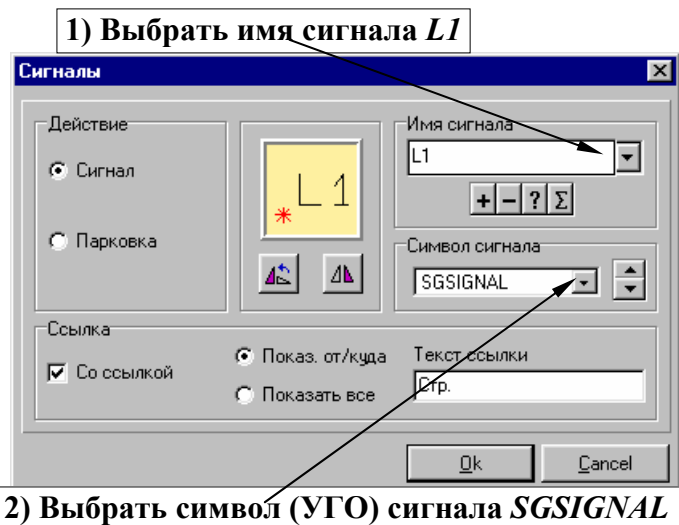 1) Выбрать имя сигнала L1
Сигналы
Действие
Сигнал
Парковка
L1
Имя сигнала
L1
+ − ? Σ
Символ сигнала
SGSIGNAL
Ссылка
Со ссылкой
Показ. от/куда
Показать все
Текст ссылки
Стр.
Ok
Cancel
2) Выбрать символ (УГО) сигнала SGSIGNAL